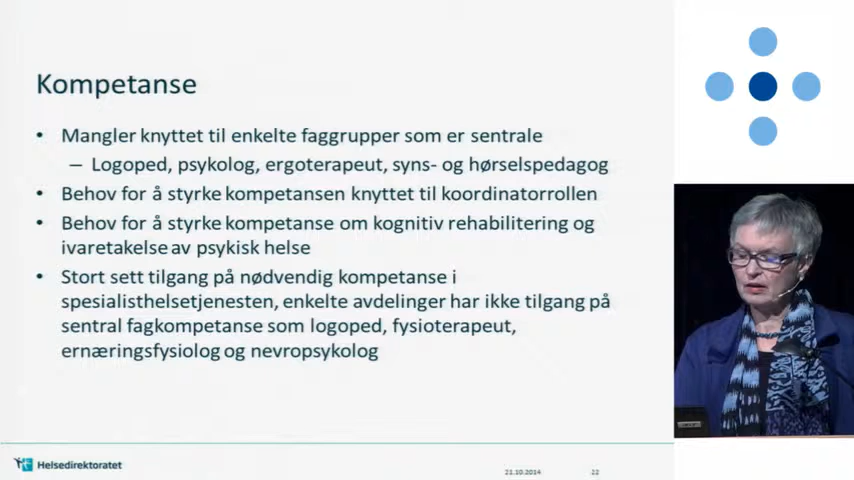 Kompetanse
• Mangler knyttet til enkelte faggrupper som er sentrale
– Logoped, psykolog, ergoterapeut, syns- og hørselspedagog
• Behov for å styrke kompetansen knyttet til koordinatorrollen
• Behov for å styrke kompetanse om kognitiv rehabilitering og
ivaretakelse av psykisk helse
• Stort sett tilgang på nødvendig kompetanse i
spesialisthelsetjenesten, enkelte avdelinger har ikke tilgang på
sentral fagkompetanse som logoped, fysioterapeut,
ernæringsfysiolog og nevropsykolog
Helsedirektoratet
21.10.2014
22